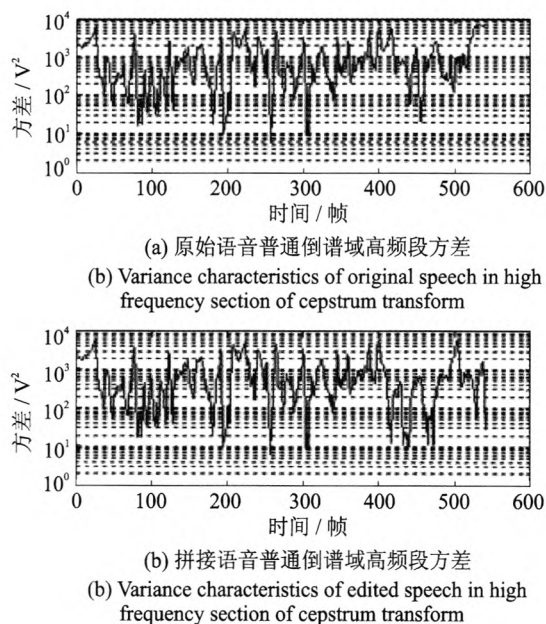 10⁴
10³
10²
10¹
10⁰
方差 / V²
0 100 200 300 400 500 600
时间 / 帧
(a) 原始语音普通倒谱域高频段方差
(b) Variance characteristics of original speech in high
frequency section of cepstrum transform
10⁴
10³
10²
10¹
10⁰
方差 / V²
0 100 200 300 400 500 600
时间 / 帧
(b) 拼接语音普通倒谱域高频段方差
(b) Variance characteristics of edited speech in high
frequency section of cepstrum transform